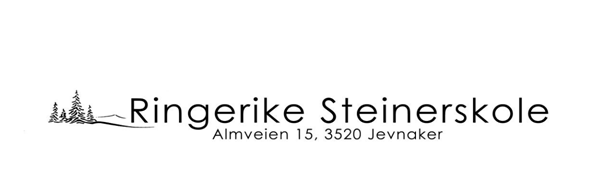 Ringerike Steinerskole
Almveien 15, 3520 Jevnaker